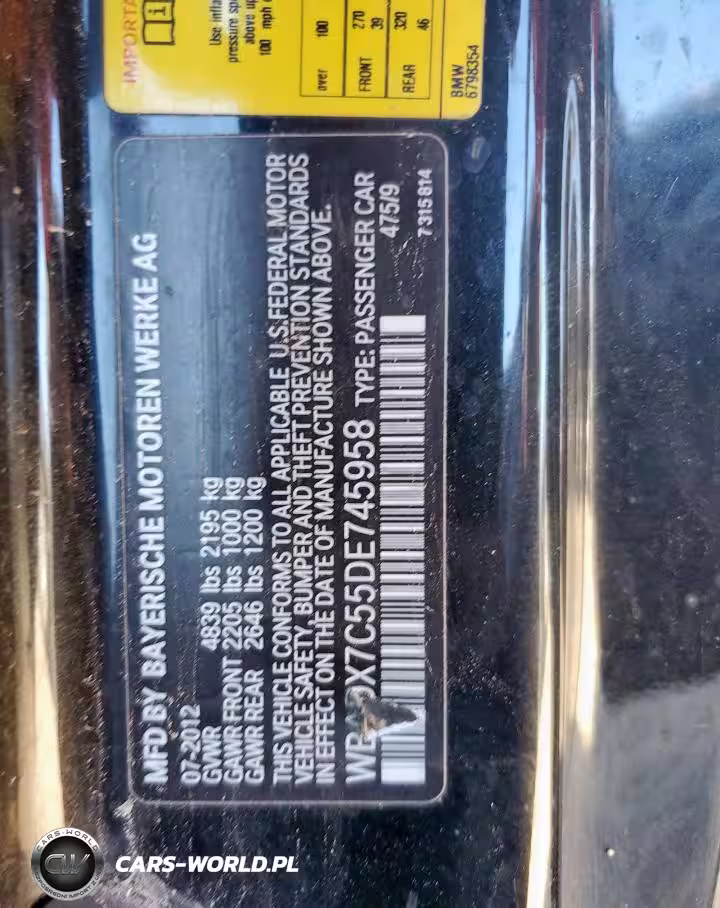 IMPORTA
Use infla
pressure sp
above up
100 mph o
over 100
FRONT 270
39
REAR 320
46
BMW
6798354
MFD BY BAYERISCHE MOTOREN WERKE AG
07-2012
GVWR 4839 lbs 2195 kg
GAWR FRONT 2205 lbs 1000 kg
GAWR REAR 2646 lbs 1200 kg
THIS VEHICLE CONFORMS TO ALL APPLICABLE U.S. FEDERAL MOTOR
VEHICLE SAFETY, BUMPER AND THEFT PREVENTION STANDARDS
IN EFFECT ON THE DATE OF MANUFACTURE SHOWN ABOVE.
X7C55DE745958 TYPE: PASSENGER CAR
475/9
7 315 814
CARS-WORLD
CW
CARS-WORLD.PL